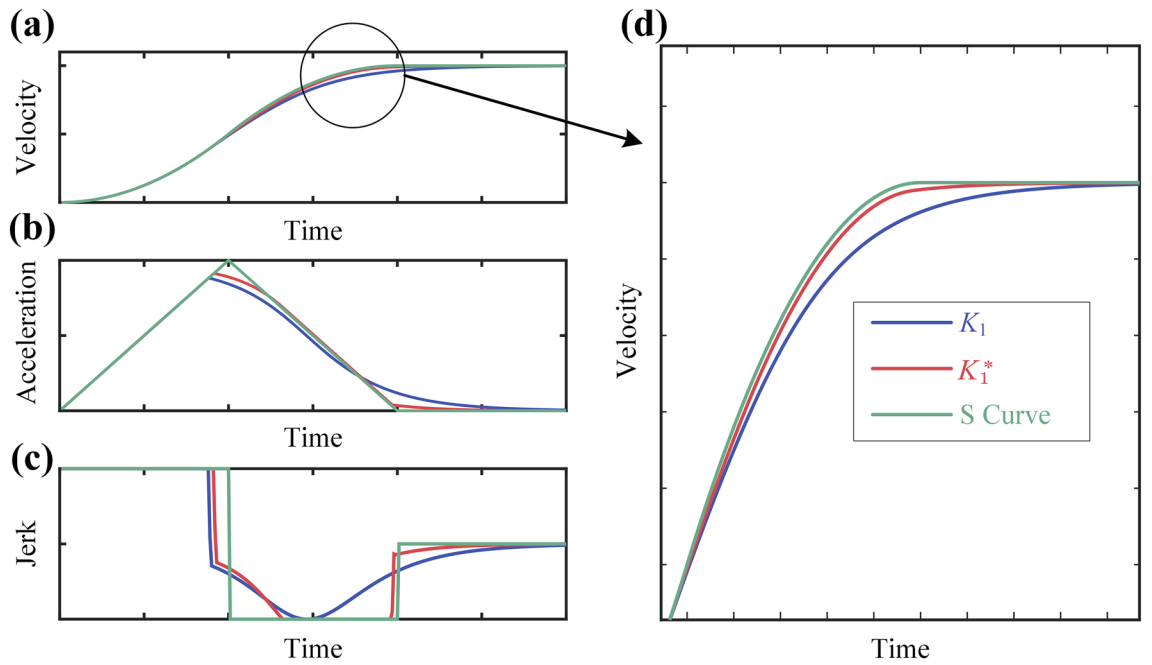 (a)
Velocity
Time
(b)
Acceleration
Time
(c)
Jerk
Time
(d)
Velocity
K₁
K₁*
S Curve
Time